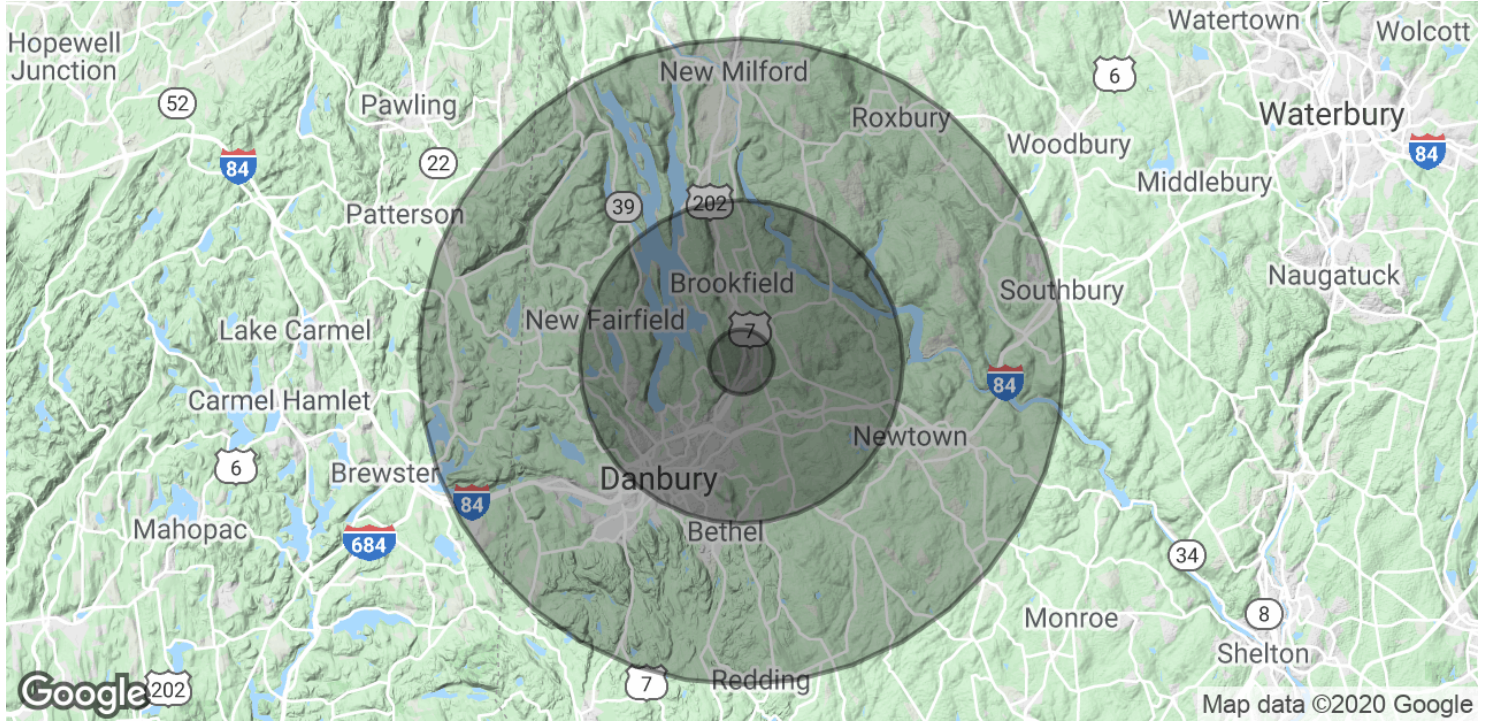 Watertown
Wolcott
Hopewell
Junction
New Milford
6
52
Pawling
Roxbury
Waterbury
Woodbury
84
84
22
Middlebury
39
202
Patterson
Naugatuck
Brookfield
Southbury
New Fairfield
Lake Carmel
7
84
Carmel Hamlet
Newtown
6
Brewster
Danbury
84
Mahopac
Bethel
684
34
Monroe
8
Shelton
Redding
7
Google
202
Map data ©2020 Google